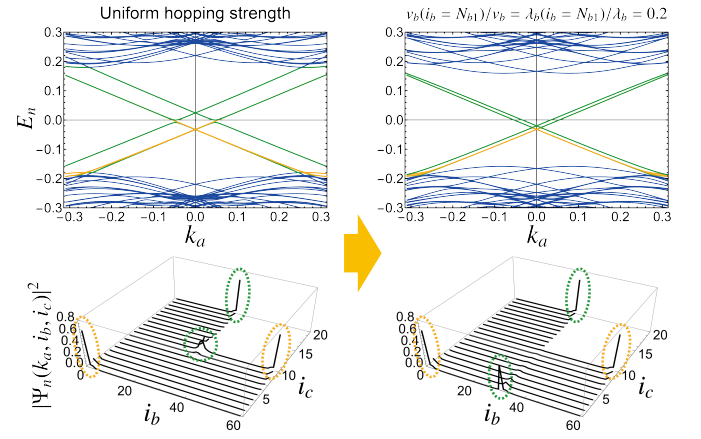 Uniform hopping strength
v_b(i_b = N_{b1})/v_b = λ_b(i_b = N_{b1})/λ_b = 0.2
0.3 0.3
0.2 0.2
0.1 0.1
E_n 0.0 0.0
−0.1 −0.1
−0.2 −0.2
−0.3 −0.3
−0.3 −0.2 −0.1 0.0 0.1 0.2 0.3 −0.3 −0.2 −0.1 0.0 0.1 0.2 0.3
k_a k_a
|Ψ_n(k_a, i_b, i_c)|²
0.8 0.8
0.6 0.6
0.4 0.4
0.2 0.2
0.0 0.0
0 20 40 60
i_b
5 10 15 20
i_c
0 20 40 60
i_b
5 10 15 20
i_c